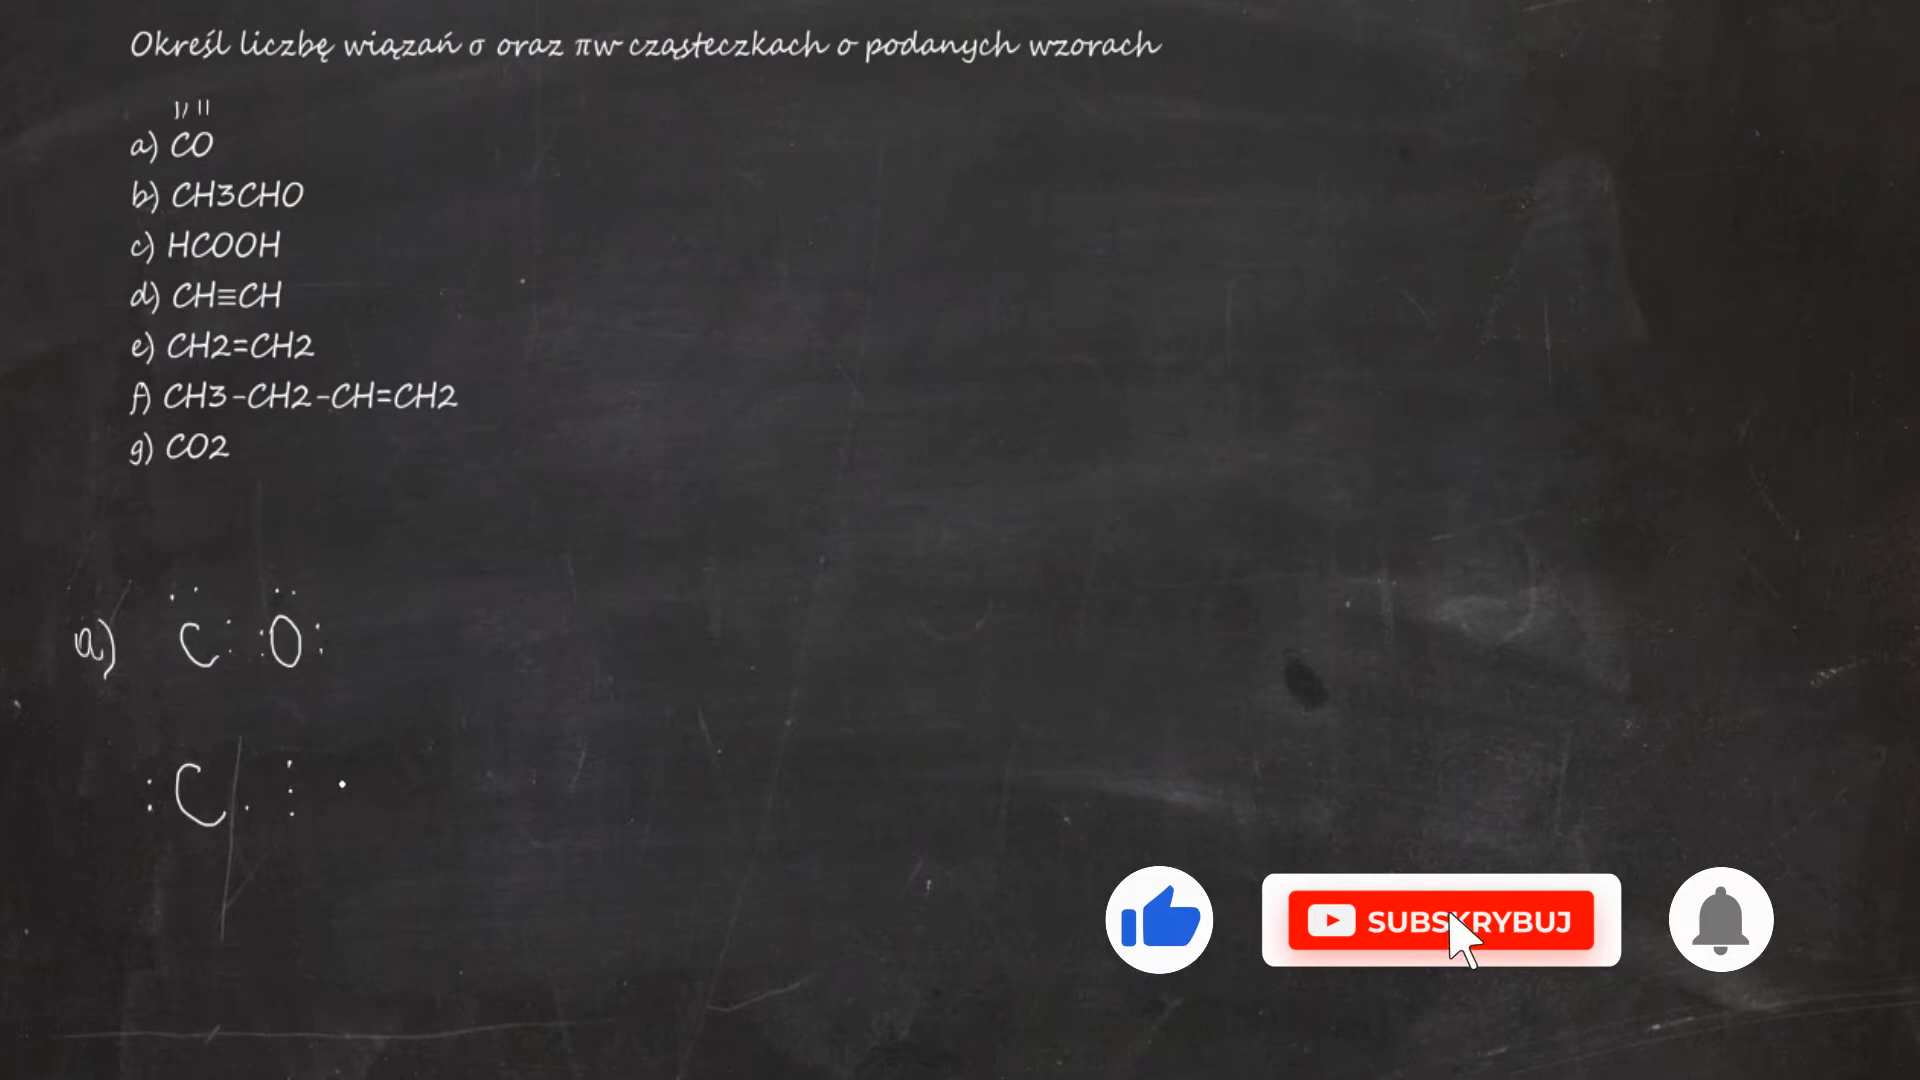 Określ liczbę wiązań σ oraz πw cząsteczkach o podanych wzorach
a) CO
b) CH3CHO
c) HCOOH
d) CH≡CH
e) CH2=CH2
f) CH3-CH2-CH=CH2
g) CO2
a) C O
C
SUBSKRYBUJ